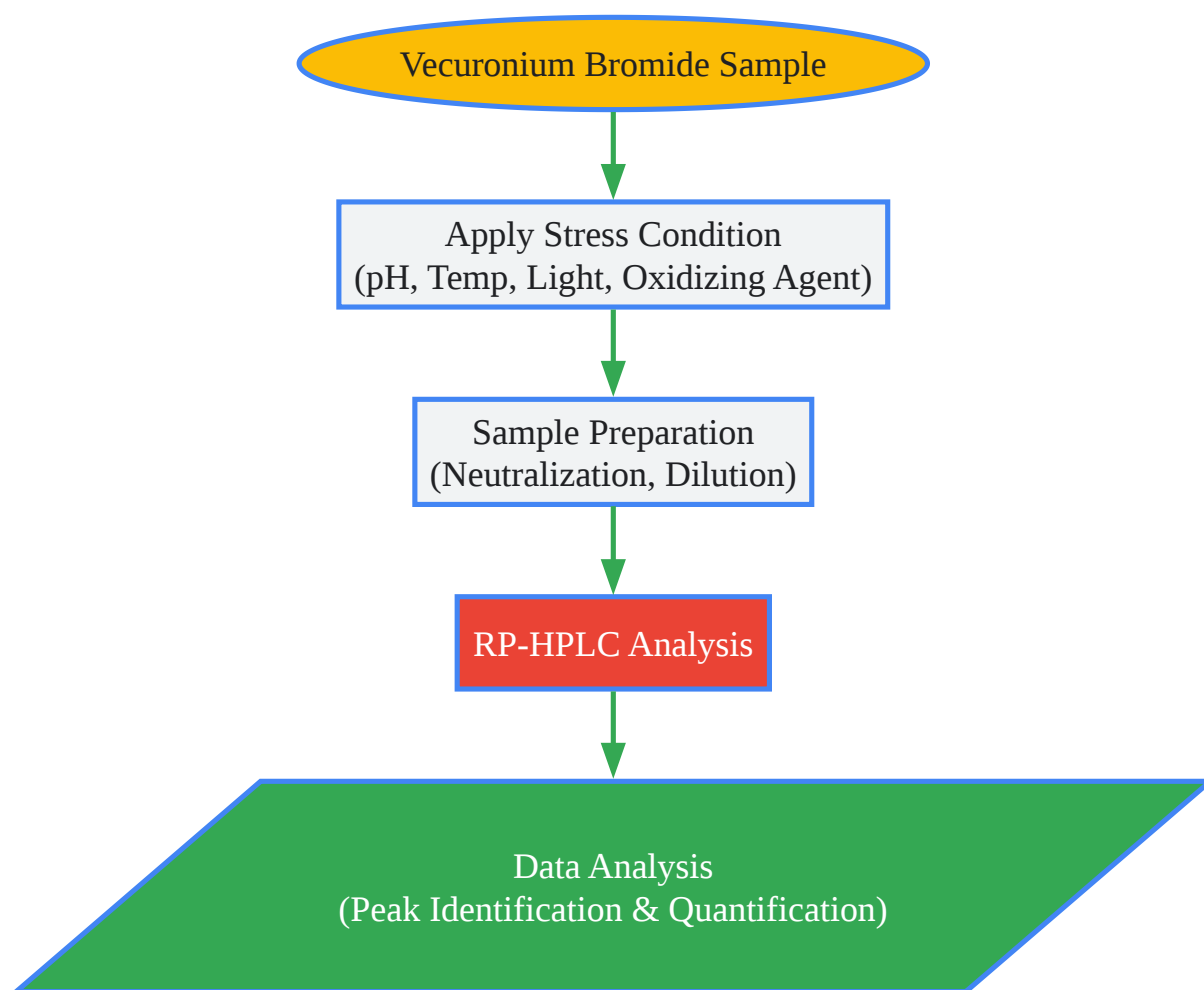 Vecuronium Bromide Sample
Apply Stress Condition
(pH, Temp, Light, Oxidizing Agent)
Sample Preparation
(Neutralization, Dilution)
RP-HPLC Analysis
Data Analysis
(Peak Identification & Quantification)